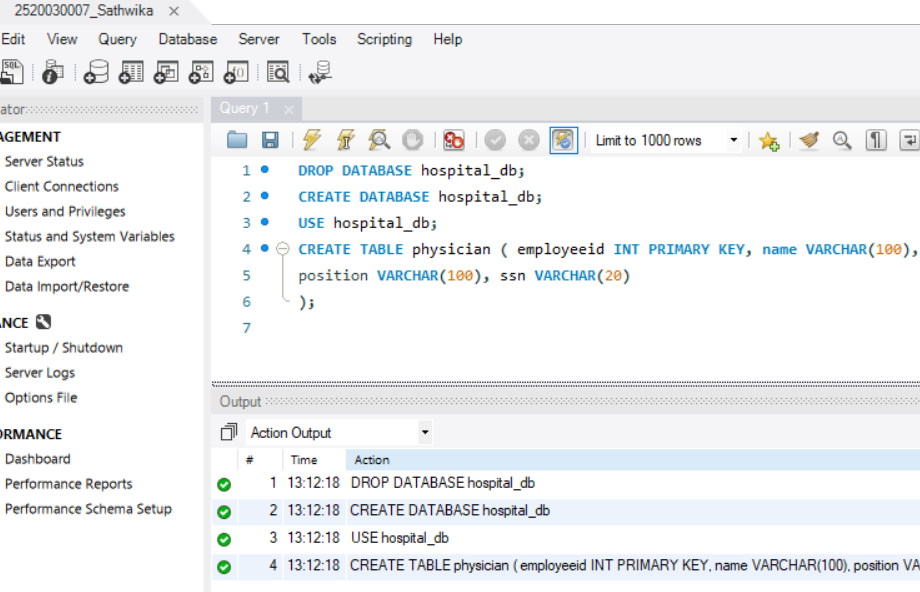 2520030007_Sathwika ×
Edit View Query Database Server Tools Scripting Help
SQL
ator
Query 1 ×
AGEMENT
Server Status
Client Connections
Users and Privileges
Status and System Variables
Data Export
Data Import/Restore
ANCE
Startup / Shutdown
Server Logs
Options File
ORMANCE
Dashboard
Performance Reports
Performance Schema Setup
Limit to 1000 rows
1 DROP DATABASE hospital_db;
2 CREATE DATABASE hospital_db;
3 USE hospital_db;
4 CREATE TABLE physician ( employeeid INT PRIMARY KEY, name VARCHAR(100),
5 position VARCHAR(100), ssn VARCHAR(20)
6 );
7
Output
Action Output
# Time Action
1 13:12:18 DROP DATABASE hospital_db
2 13:12:18 CREATE DATABASE hospital_db
3 13:12:18 USE hospital_db
4 13:12:18 CREATE TABLE physician ( employeeid INT PRIMARY KEY, name VARCHAR(100), position VA